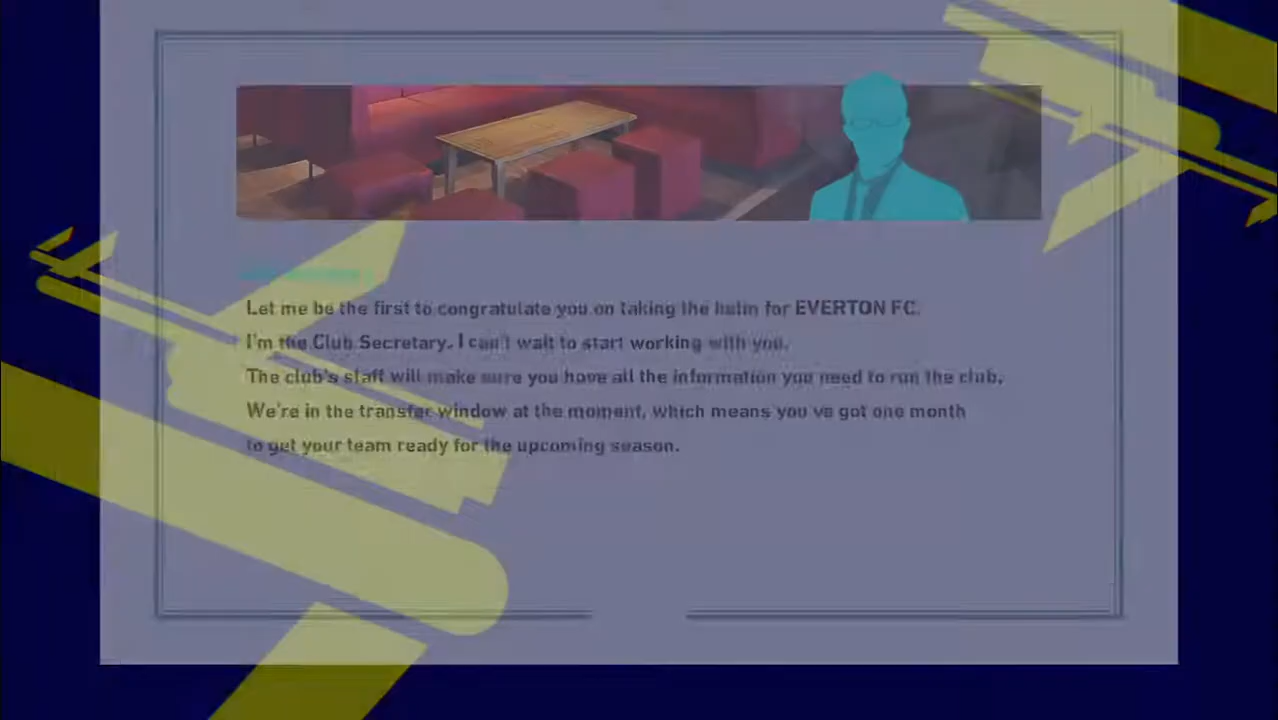 Let me be the first to congratulate you on taking the helm for EVERTON FC.
I'm the Club Secretary. I can't wait to start working with you.
The club's staff will make sure you have all the information you need to run the club.
We're in the transfer window at the moment, which means you've got one month
to get your team ready for the upcoming season.